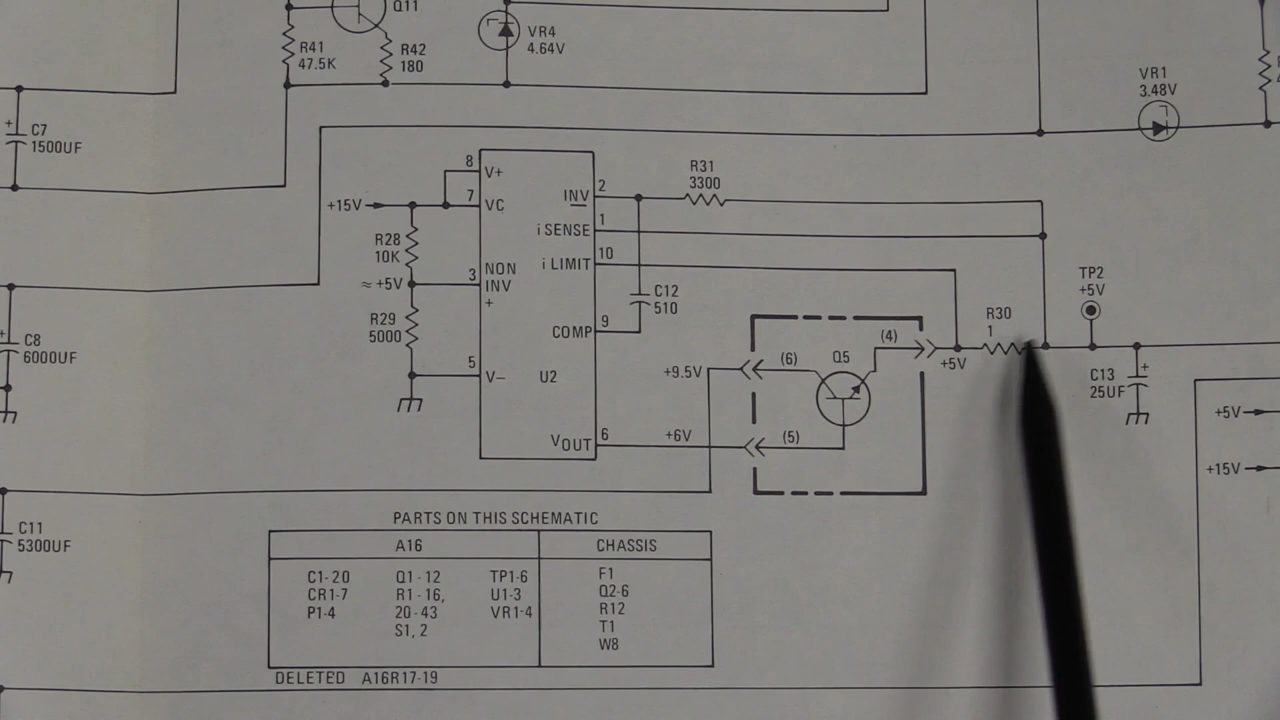 Q11
R41
47.5K
R42
180
VR4
4.64V
VR1
3.48V
+
C7
1500UF
8
V+
7
VC
+15V
R28
10K
≈ +5V
3
NON
INV
+
R29
5000
5
V-
U2
INV
2
R31
3300
i SENSE
1
i LIMIT
10
C12
510
COMP
9
VOUT
6
+6V
+9.5V
(6)
(5)
(4)
Q5
+5V
R30
1
TP2
+5V
C13
25UF
+
+5V
+15V
+
C8
6000UF
C11
5300UF
PARTS ON THIS SCHEMATIC
A16 CHASSIS
C1-20 Q1-12 TP1-6 F1
CR1-7 R1-16, U1-3 Q2-6
P1-4 20-43 VR1-4 R12
S1, 2 T1
W8
DELETED A16R17-19